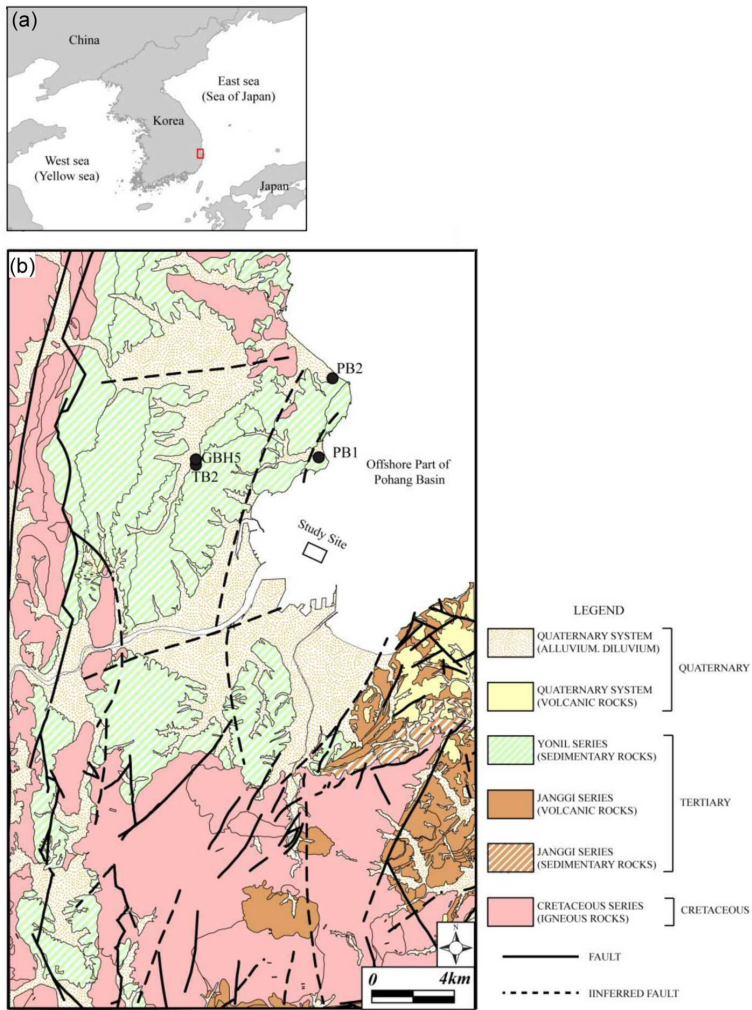 (a)
China
East sea
(Sea of Japan)
Korea
West sea
(Yellow sea)
Japan
(b)
PB2
GBH5
TB2
PB1
Offshore Part of
Pohang Basin
Study Site
LEGEND
QUATERNARY SYSTEM
(ALLUVIUM. DILUVIUM)
QUATERNARY
QUATERNARY SYSTEM
(VOLCANIC ROCKS)
YONIL SERIES
(SEDIMENTARY ROCKS)
JANGGI SERIES
(VOLCANIC ROCKS)
TERTIARY
JANGGI SERIES
(SEDIMENTARY ROCKS)
CRETACEOUS SERIES
(IGNEOUS ROCKS)
CRETACEOUS
FAULT
IINFERRED FAULT
N
0 4km